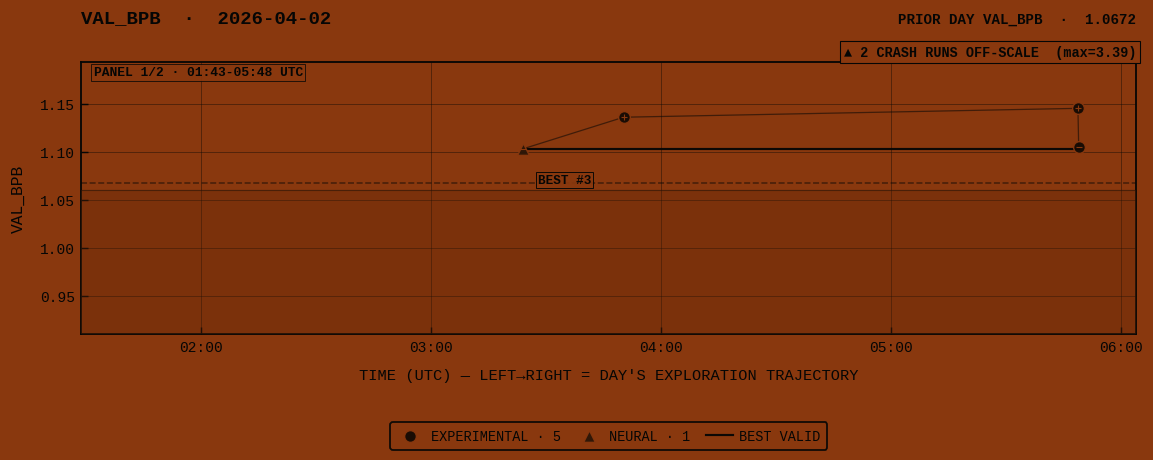 VAL_BPB · 2026-04-02
PRIOR DAY VAL_BPB · 1.0672
▲ 2 CRASH RUNS OFF-SCALE (max=3.39)
PANEL 1/2 · 01:43-05:48 UTC
1.15
1.10
1.05
1.00
0.95
VAL_BPB
BEST #3
02:00 03:00 04:00 05:00 06:00
TIME (UTC) — LEFT→RIGHT = DAY'S EXPLORATION TRAJECTORY
EXPERIMENTAL · 5 NEURAL · 1 BEST VALID